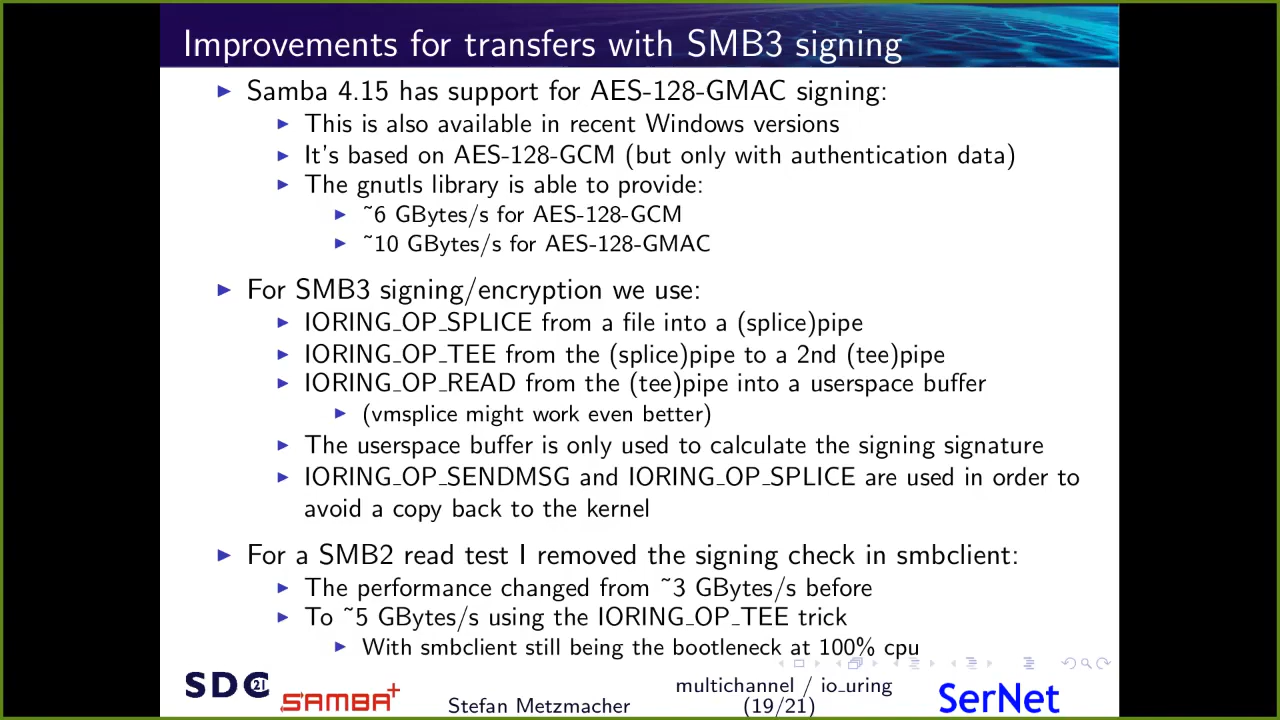 Improvements for transfers with SMB3 signing
Samba 4.15 has support for AES-128-GMAC signing:
This is also available in recent Windows versions
It's based on AES-128-GCM (but only with authentication data)
The gnutls library is able to provide:
˜6 GBytes/s for AES-128-GCM
˜10 GBytes/s for AES-128-GMAC
For SMB3 signing/encryption we use:
IORING_OP_SPLICE from a file into a (splice)pipe
IORING_OP_TEE from the (splice)pipe to a 2nd (tee)pipe
IORING_OP_READ from the (tee)pipe into a userspace buffer
(vmsplice might work even better)
The userspace buffer is only used to calculate the signing signature
IORING_OP_SENDMSG and IORING_OP_SPLICE are used in order to
avoid a copy back to the kernel
For a SMB2 read test I removed the signing check in smbclient:
The performance changed from ˜3 GBytes/s before
To ˜5 GBytes/s using the IORING_OP_TEE trick
With smbclient still being the bootleneck at 100% cpu
SDC 21
SAMBA+
Stefan Metzmacher
multichannel / io_uring
(19/21)
SerNet